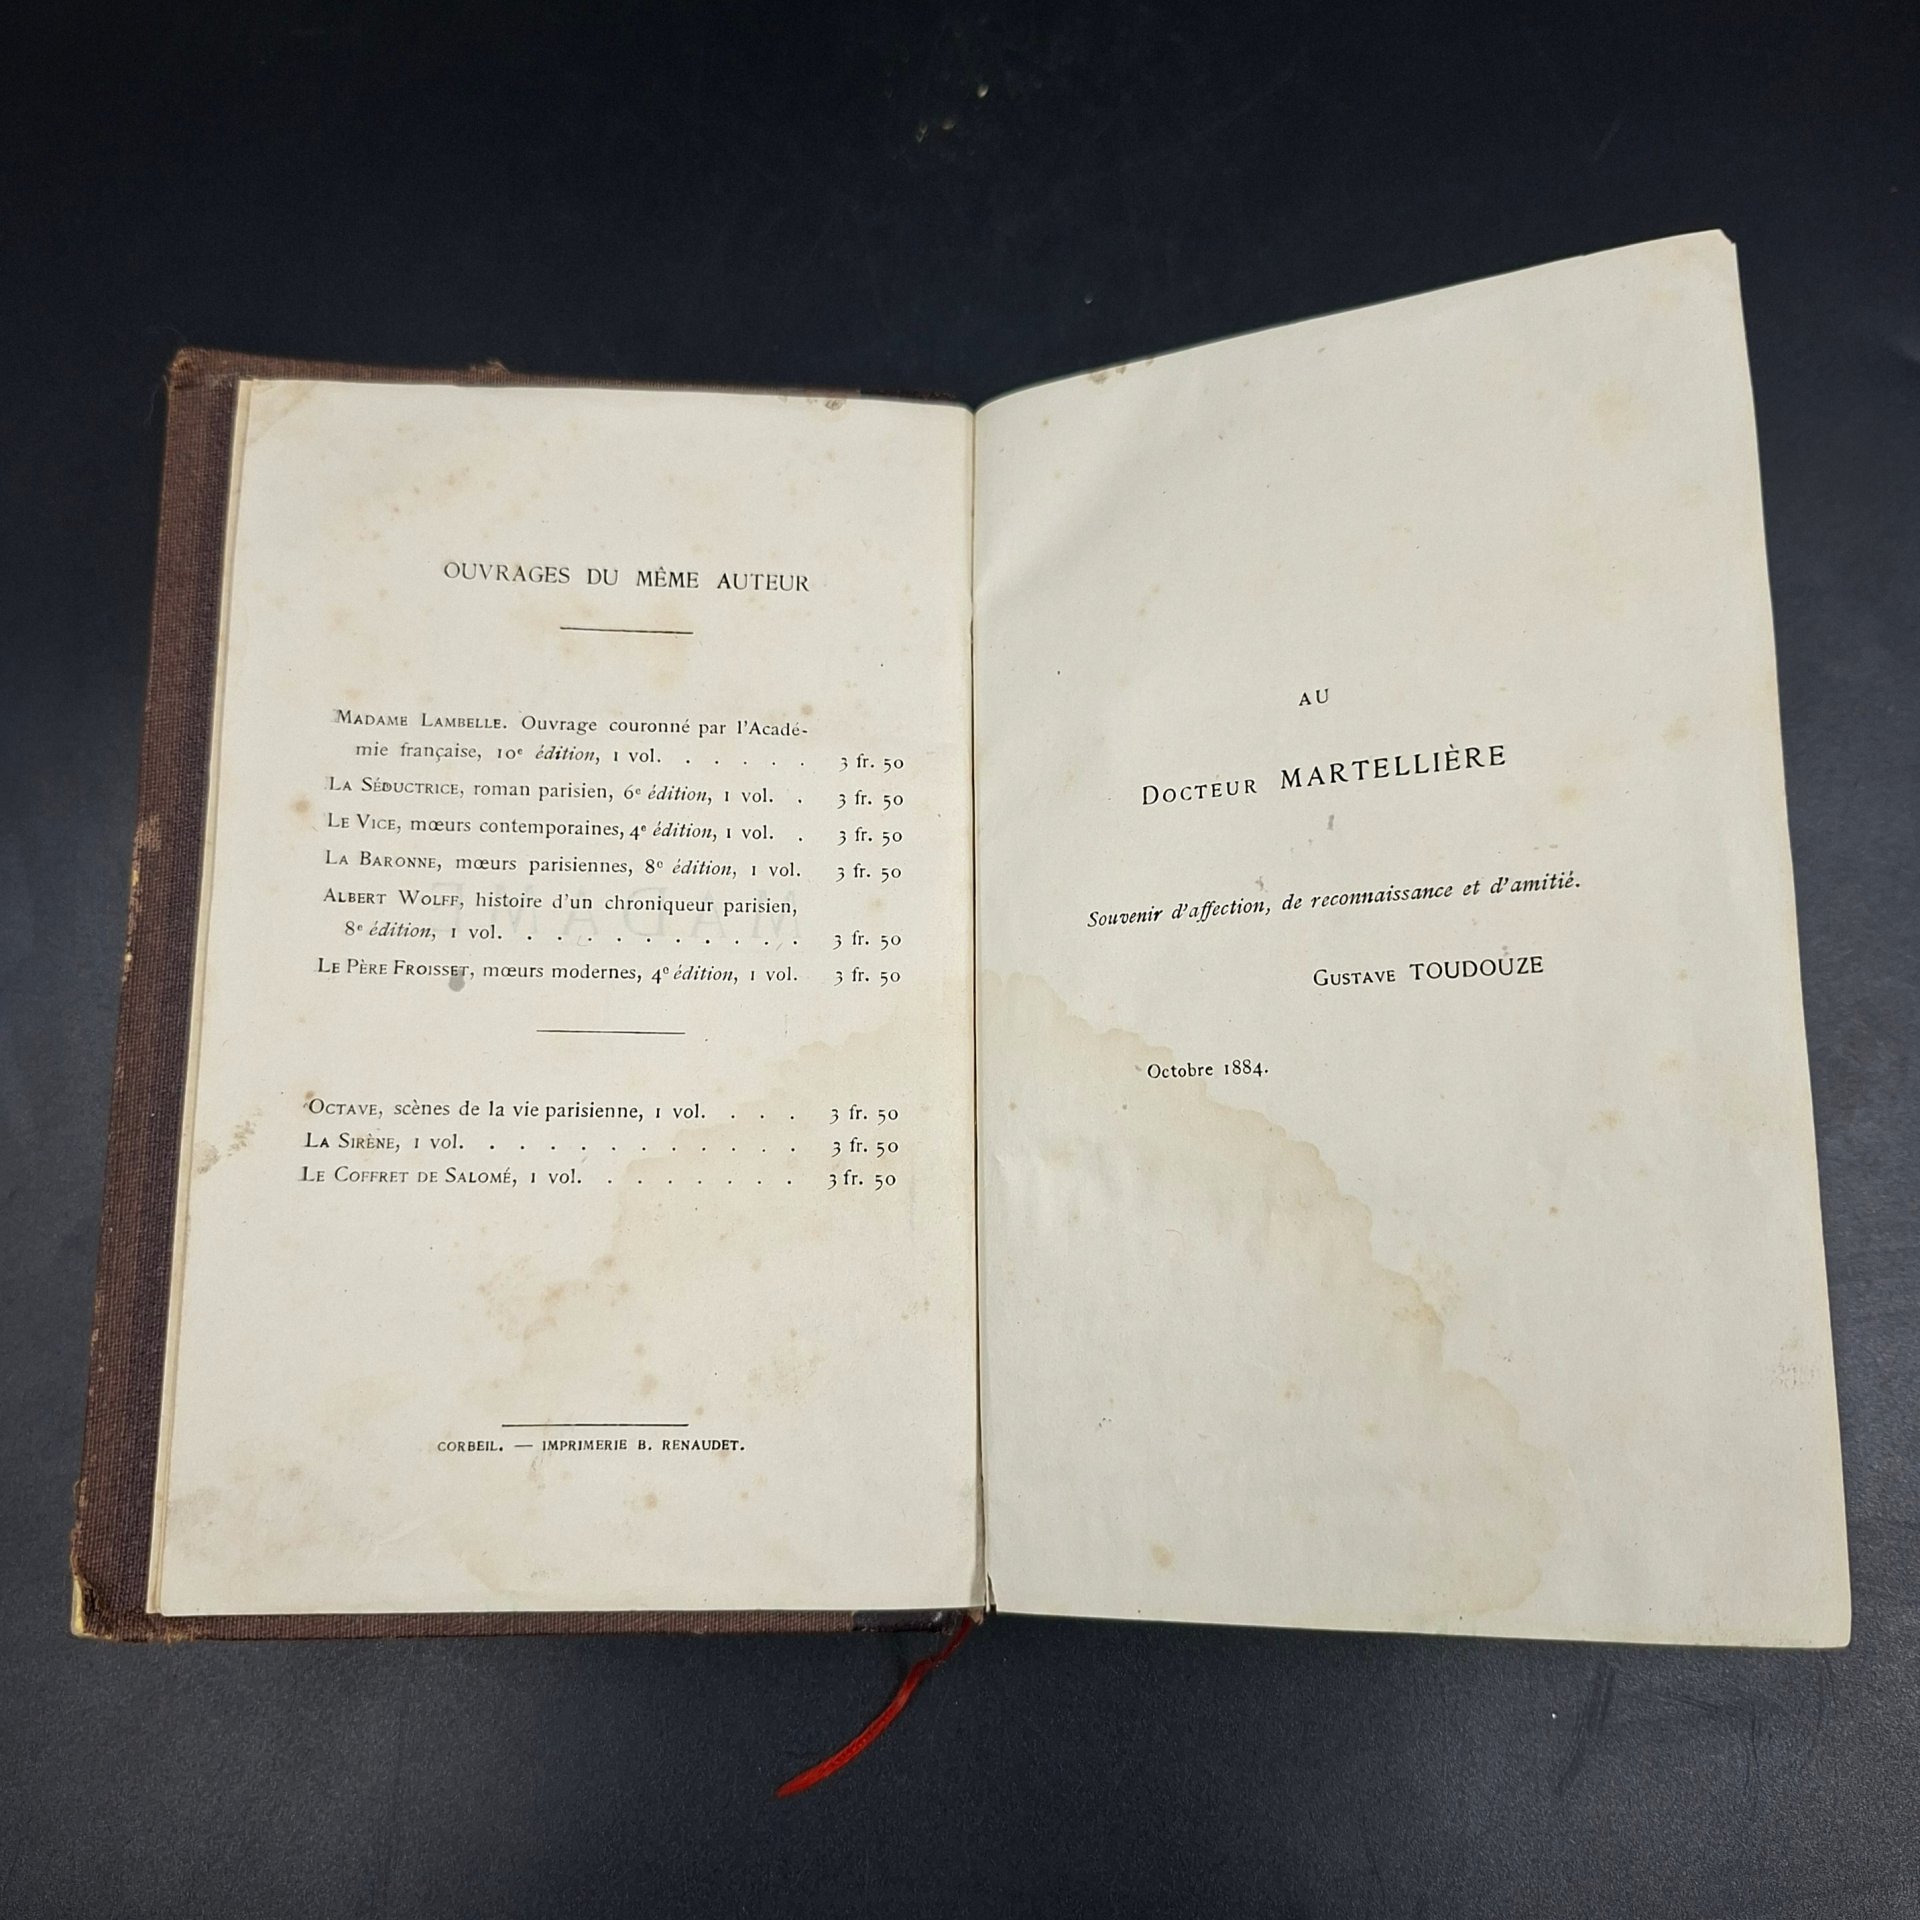 OUVRAGES DU MÊME AUTEUR
MADAME LAMBELLE. Ouvrage couronné par l'Acadé-
mie française, 10e édition, 1 vol. . . . . . 3 fr. 50
LA SÉDUCTRICE, roman parisien, 6e édition, 1 vol. . 3 fr. 50
LE VICE, mœurs contemporaines, 4e édition, 1 vol. . 3 fr. 50
LA BARONNE, mœurs parisiennes, 8e édition, 1 vol. 3 fr. 50
ALBERT WOLFF, histoire d'un chroniqueur parisien,
8e édition, 1 vol. . . . . . . . . . . 3 fr. 50
LE PÈRE FROISSET, mœurs modernes, 4e édition, 1 vol. 3 fr. 50
OCTAVE, scènes de la vie parisienne, 1 vol. . . . 3 fr. 50
LA SIRÈNE, 1 vol. . . . . . . . . . . . 3 fr. 50
LE COFFRET DE SALOMÉ, 1 vol. . . . . . . . 3 fr. 50
CORBEIL. — IMPRIMERIE B. RENAUDET.
AU
DOCTEUR MARTELLIÈRE
Souvenir d'affection, de reconnaissance et d'amitié.
GUSTAVE TOUDOUZE
Octobre 1884.